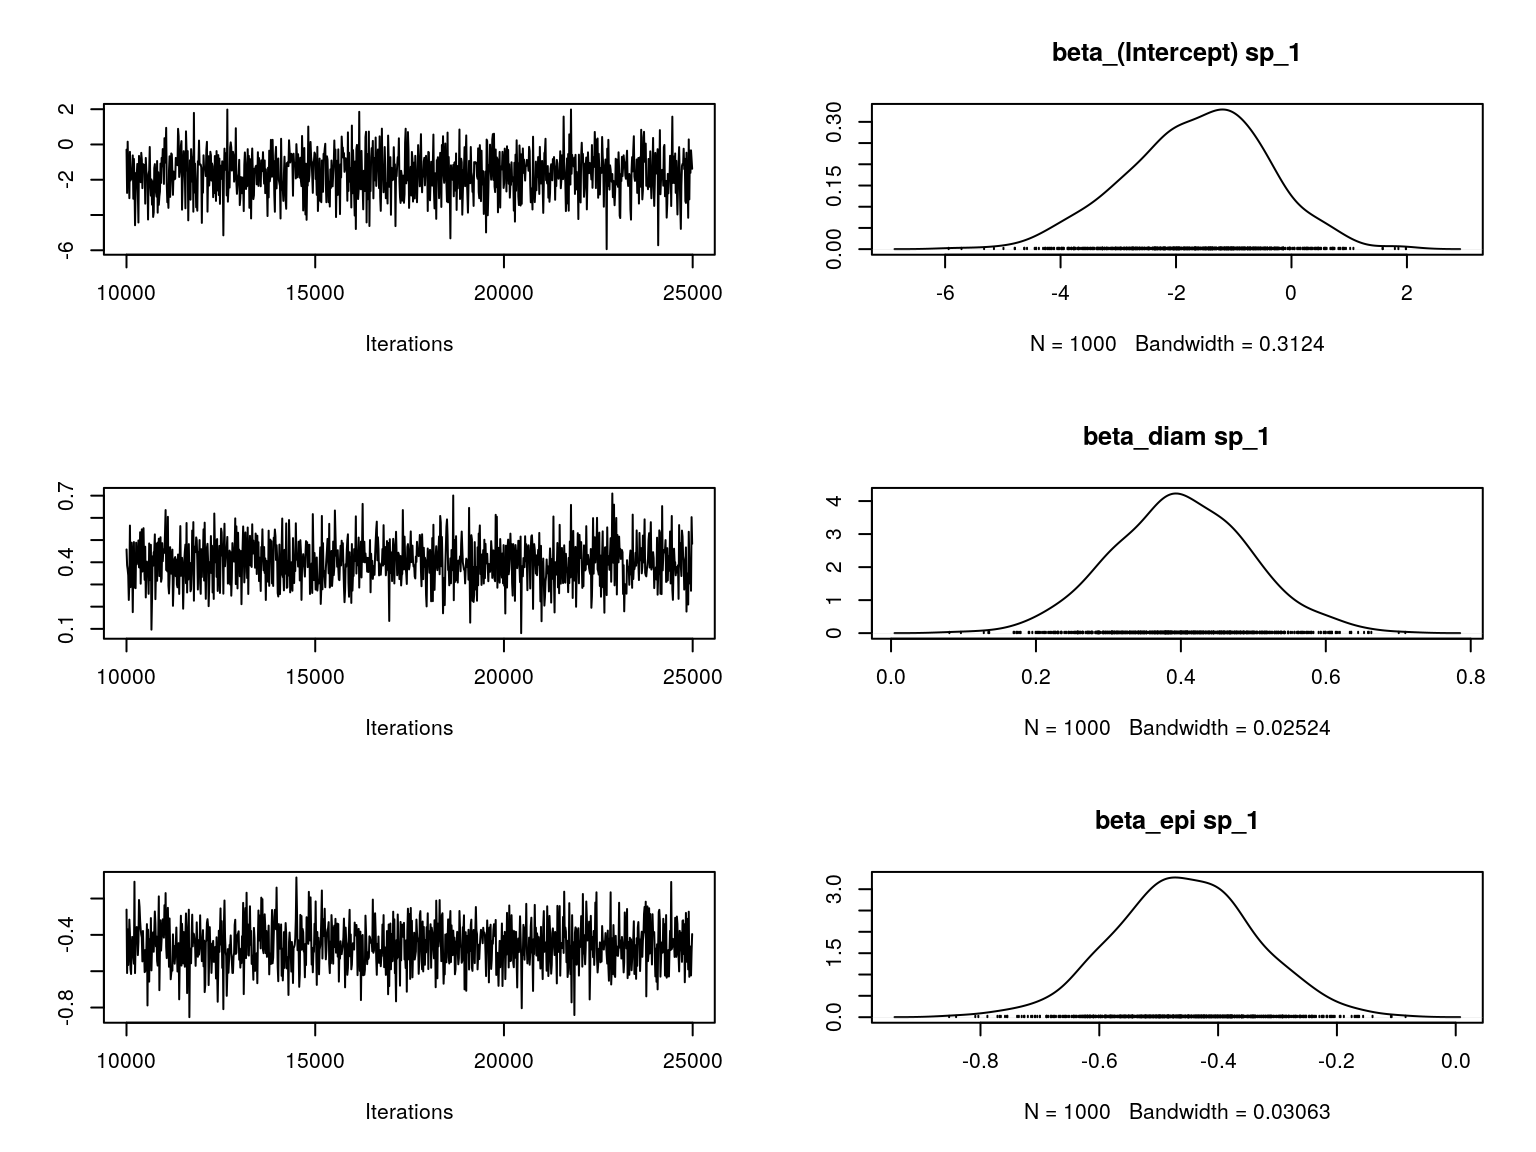 beta_(Intercept) sp_1
2
0
-2
-6
10000 15000 20000 25000
Iterations
0.30
0.15
0.00
-6 -4 -2 0 2
N = 1000 Bandwidth = 0.3124
beta_diam sp_1
0.7
0.4
0.1
10000 15000 20000 25000
Iterations
4
3
2
1
0
0.0 0.2 0.4 0.6 0.8
N = 1000 Bandwidth = 0.02524
beta_epi sp_1
-0.4
-0.8
10000 15000 20000 25000
Iterations
3.0
1.5
0.0
-0.8 -0.6 -0.4 -0.2 0.0
N = 1000 Bandwidth = 0.03063